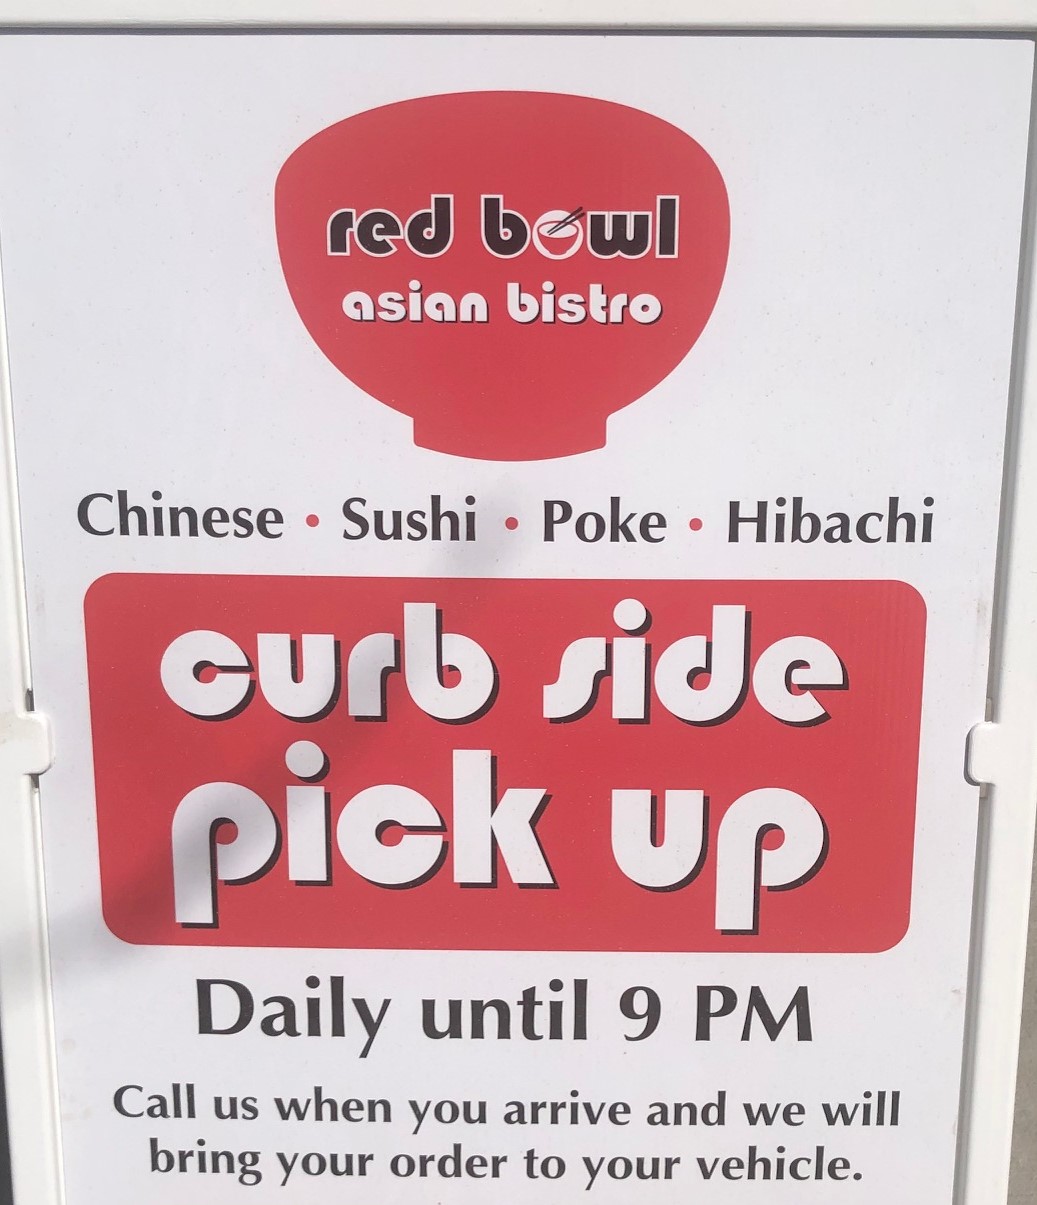 red bowl
asian bistro
Chinese • Sushi • Poke • Hibachi
curb side
pick up
Daily until 9 PM
Call us when you arrive and we will
bring your order to your vehicle.